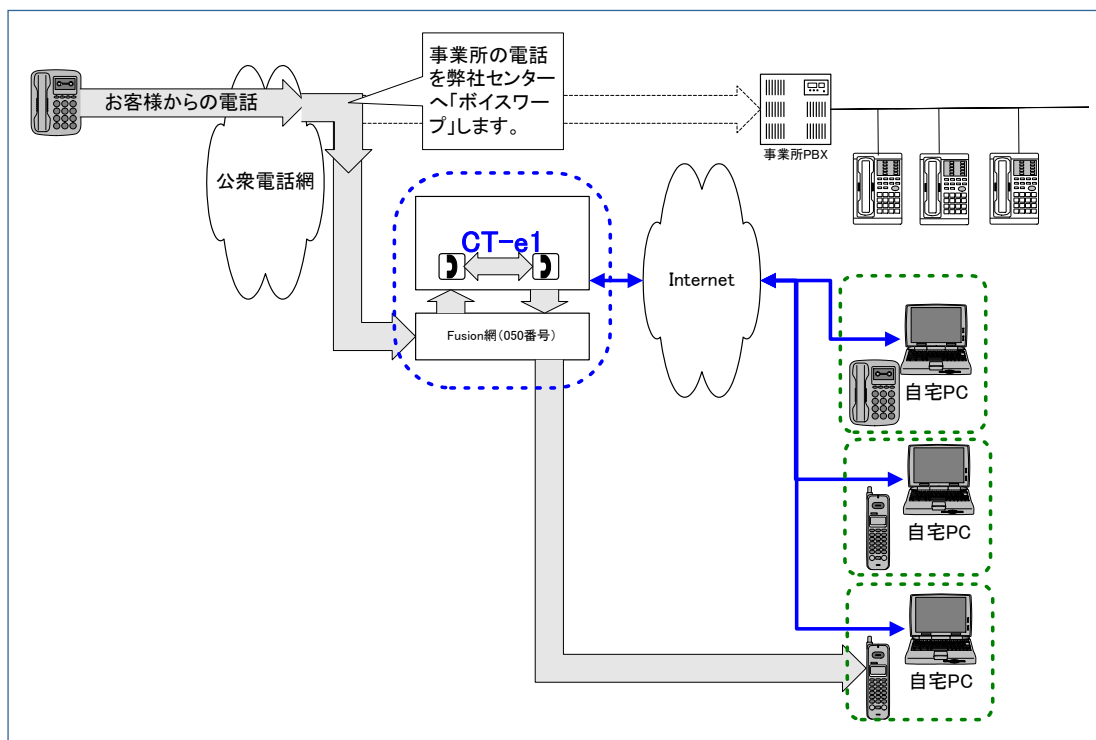 事業所の電話
を弊社センター
へ「ボイスワー
プ」します。
お客様からの電話
事業所PBX
公衆電話網
CT-e1
Internet
Fusion網(050番号)
自宅PC
自宅PC
自宅PC